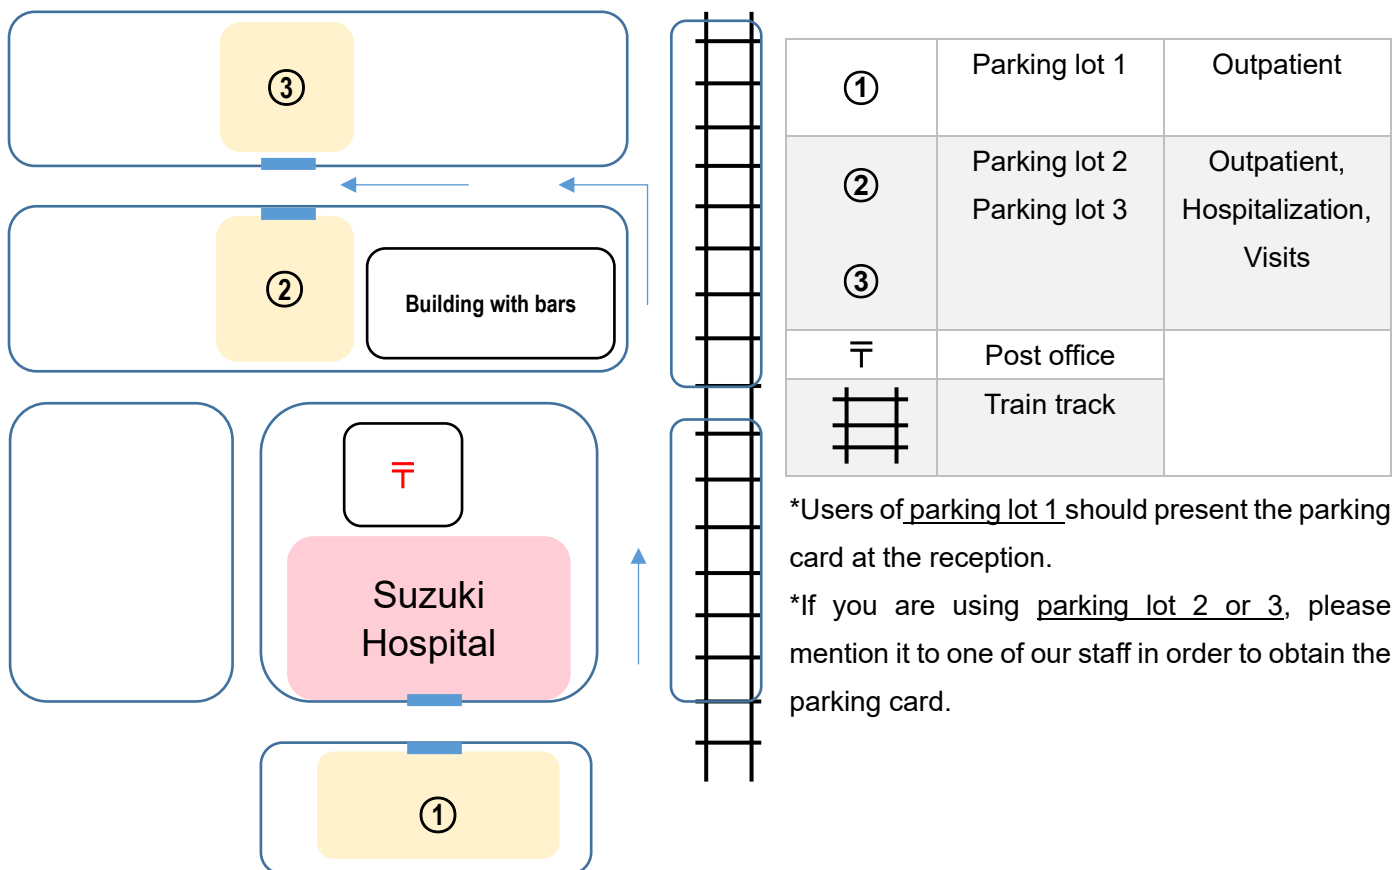 ③
②
Building with bars
〒
Suzuki
Hospital
①
① Parking lot 1 Outpatient
② Parking lot 2 Outpatient,
Parking lot 3 Hospitalization,
③ Visits
〒 Post office
Train track
*Users of parking lot 1 should present the parking
card at the reception.
*If you are using parking lot 2 or 3, please
mention it to one of our staff in order to obtain the
parking card.